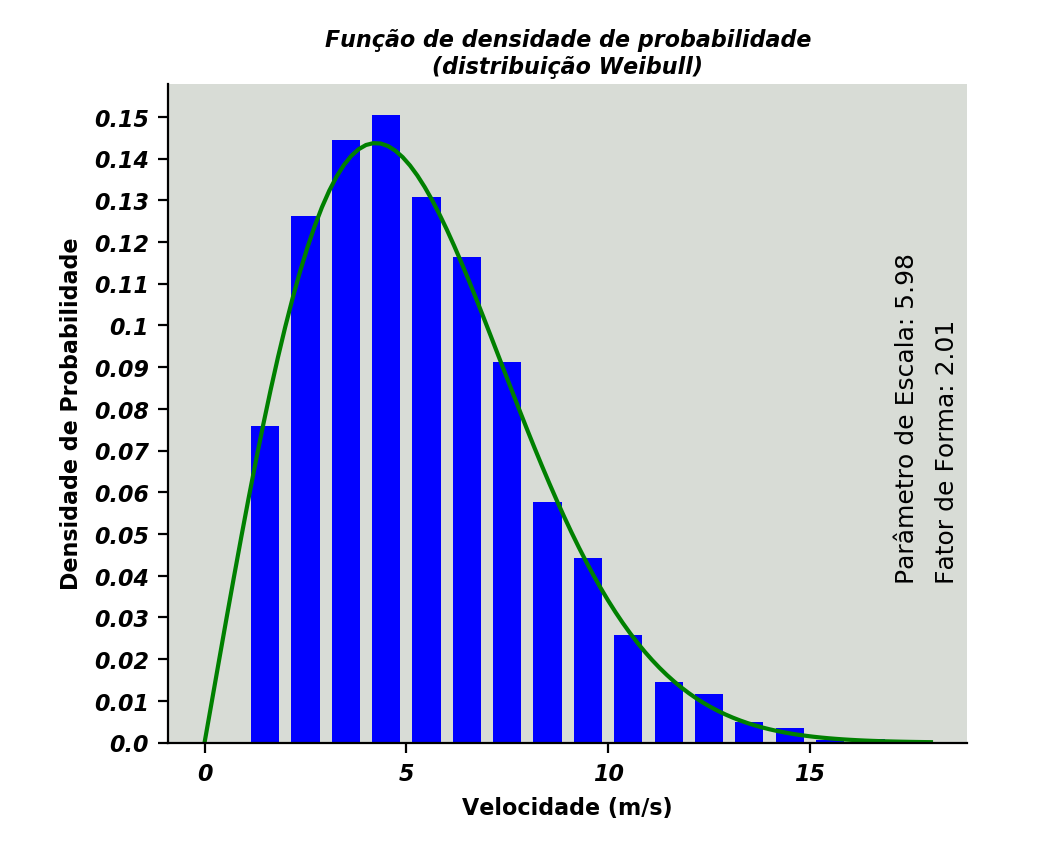 Função de densidade de probabilidade
(distribuição Weibull)
Densidade de Probabilidade
0.15
0.14
0.13
0.12
0.11
0.1
0.09
0.08
0.07
0.06
0.05
0.04
0.03
0.02
0.01
0.0
Parâmetro de Escala: 5.98
Fator de Forma: 2.01
0 5 10 15
Velocidade (m/s)